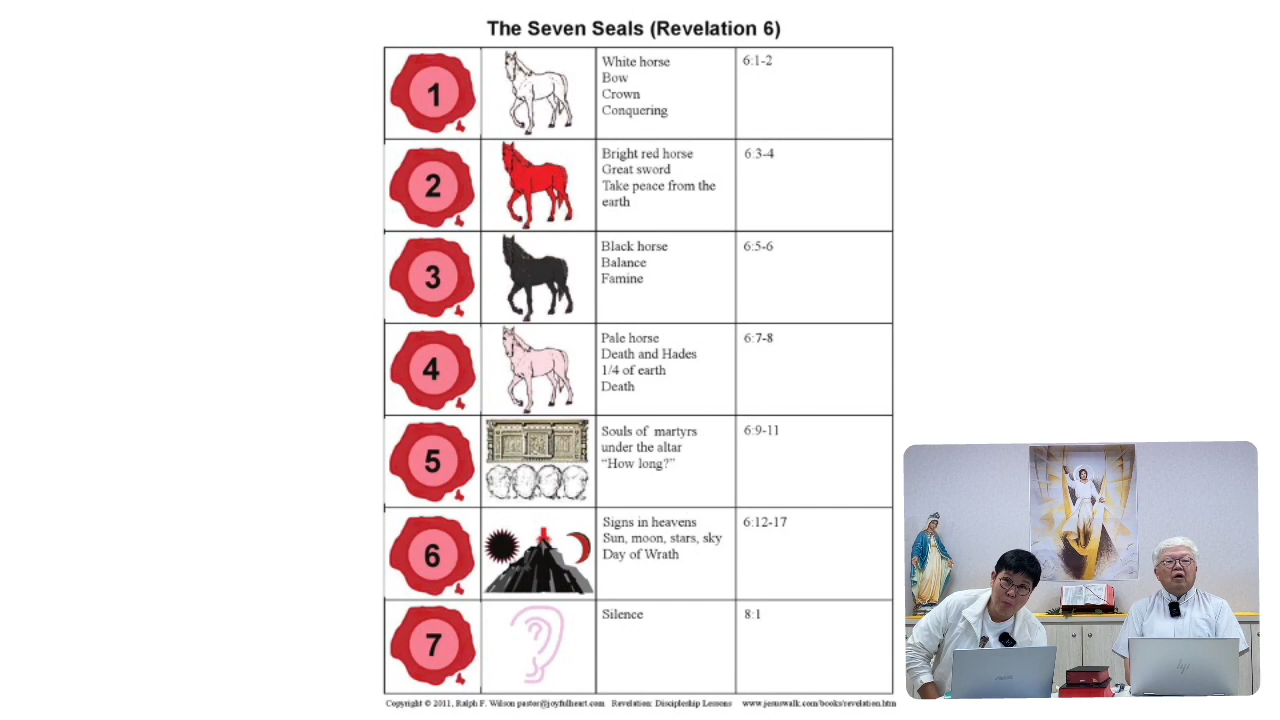 The Seven Seals (Revelation 6)
1
White horse
Bow
Crown
Conquering
6:1-2
2
Bright red horse
Great sword
Take peace from the
earth
6:3-4
3
Black horse
Balance
Famine
6:5-6
4
Pale horse
Death and Hades
1/4 of earth
Death
6:7-8
5
Souls of martyrs
under the altar
“How long?”
6:9-11
6
Signs in heavens
Sun, moon, stars, sky
Day of Wrath
6:12-17
7
Silence
8:1
Copyright © 2011, Ralph F. Wilson pastor@joyfulheart.com Revelation: Discipleship Lessons www.jesuswalk.com/books/revelation.htm
hp